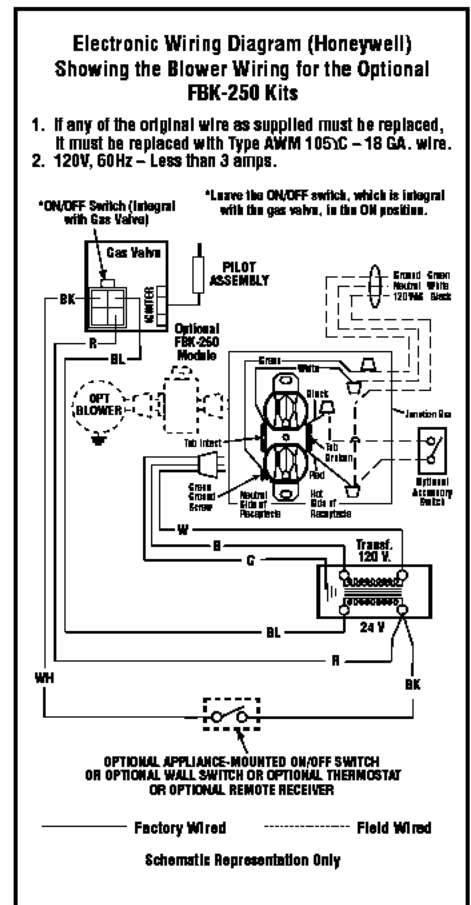 Electronic Wiring Diagram (Honeywell)
Showing the Blower Wiring for the Optional
FBK-250 Kits
1. If any of the original wire as supplied must be replaced,
it must be replaced with Type AWM 105ϒC – 18 GA. wire.
2. 120V, 60Hz – Less than 3 amps.
*ON/OFF Switch (Integral
with Gas Valve)
*Leave the ON/OFF switch, which is integral
with the gas valve, in the ON position.
Gas Valve
IGNITER
PILOT
ASSEMBLY
BK
R
BL
Ground Green
Neutral White
Black
Optional
FBK-250
Module
OPT
BLOWER
Green
White
Black
Junction Box
Tab Intact
Tab
Broken
Red
Green
Ground
Screw
Neutral
Side of
Receptacle
Hot
Side of
Receptacle
Optional
Accessory
Switch
W
B
G
Transf.
120 V.
24 V
BL
R
WH
BK
OPTIONAL APPLIANCE-MOUNTED ON/OFF SWITCH
OR OPTIONAL WALL SWITCH OR OPTIONAL THERMOSTAT
OR OPTIONAL REMOTE RECEIVER
Factory Wired
Field Wired
Schematic Representation Only